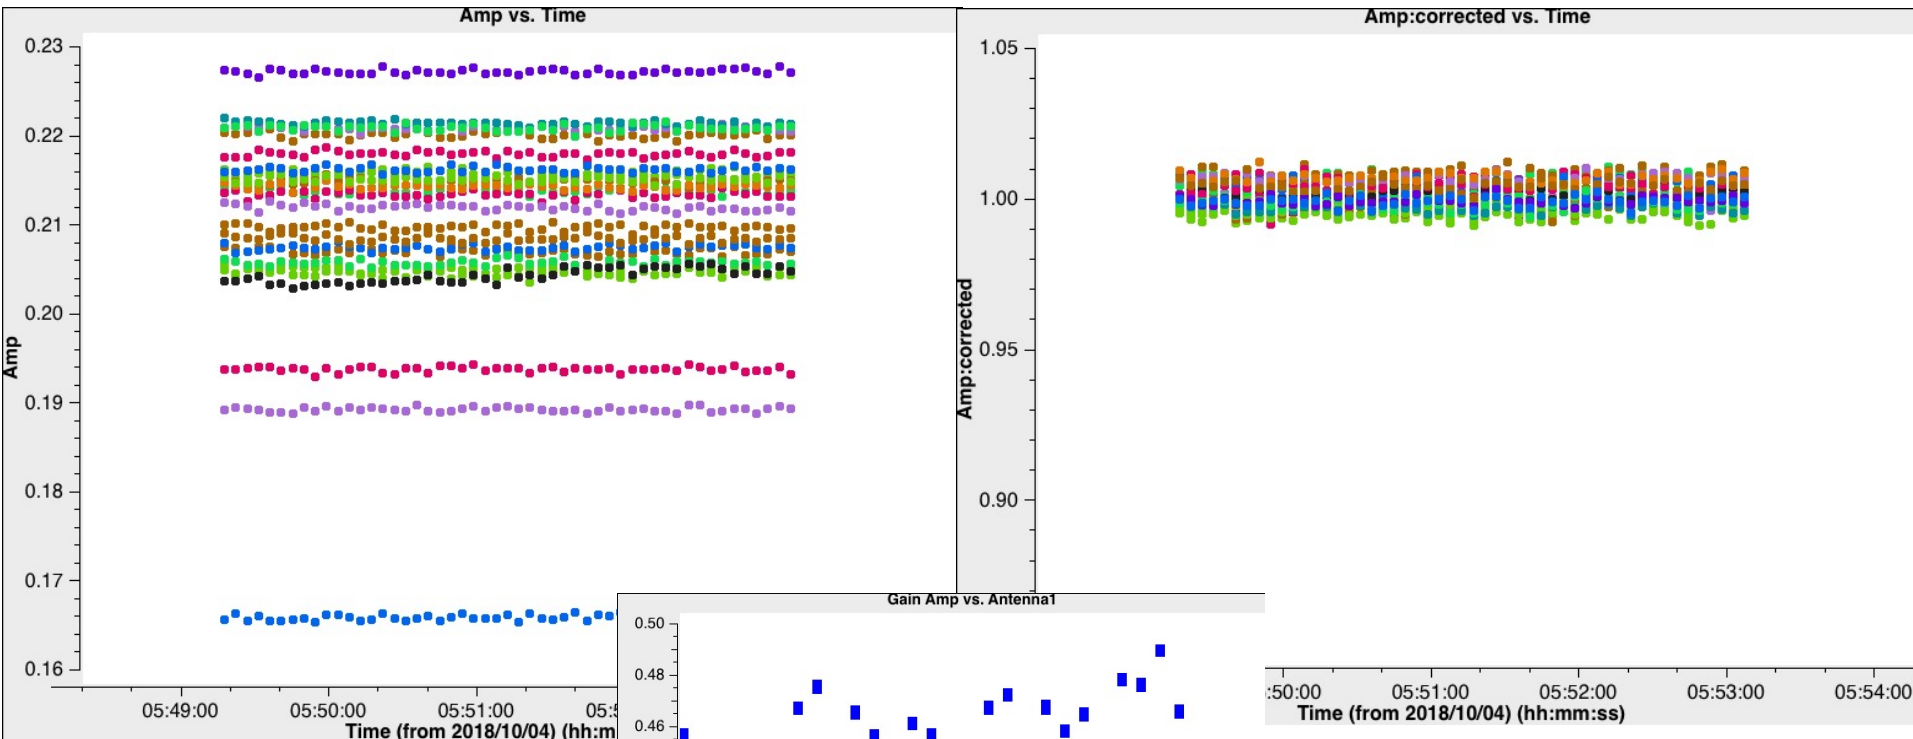 Amp vs. Time
0.23
0.22
0.21
0.20
0.19
0.18
0.17
0.16
Amp
05:49:00 05:50:00 05:51:00 05:5
Time (from 2018/10/04) (hh:m
Amp:corrected vs. Time
1.05
1.00
0.95
0.90
Amp:corrected
:50:00 05:51:00 05:52:00 05:53:00 05:54:00
Time (from 2018/10/04) (hh:mm:ss)
Gain Amp vs. Antenna1
0.50
0.48
0.46